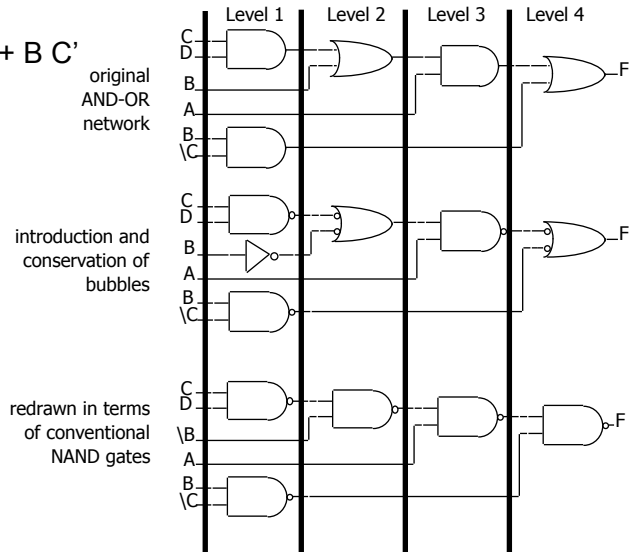 Level 1 Level 2 Level 3 Level 4
+ B C’
original
AND-OR
network
C
D
B
A
B
\C
F
introduction and
conservation of
bubbles
C
D
B
A
B
\C
F
redrawn in terms
of conventional
NAND gates
C
D
\B
A
B
\C
F